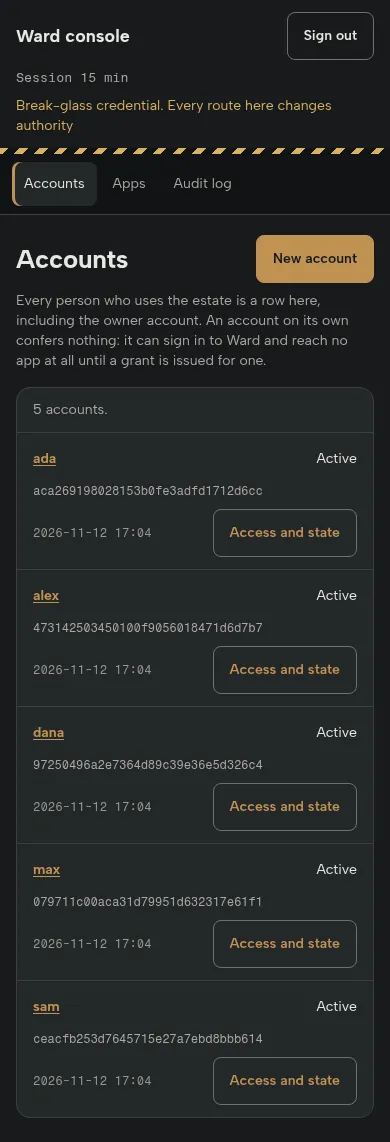 Ward console
Sign out
Session 15 min
Break-glass credential. Every route here changes
authority
Accounts
Apps
Audit log
Accounts
New account
Every person who uses the estate is a row here,
including the owner account. An account on its own
confers nothing: it can sign in to Ward and reach no
app at all until a grant is issued for one.
5 accounts.
ada
Active
aca269198028153b0fe3adfd1712d6cc
2026-11-12 17:04
Access and state
alex
Active
473142503450100f9056018471d6d7b7
2026-11-12 17:04
Access and state
dana
Active
97250496a2e7364d89c39e36e5d326c4
2026-11-12 17:04
Access and state
max
Active
079711c00aca31d79951d632317e61f1
2026-11-12 17:04
Access and state
sam
Active
ceacfb253d7645715e27a7ebd8bbb614
2026-11-12 17:04
Access and state